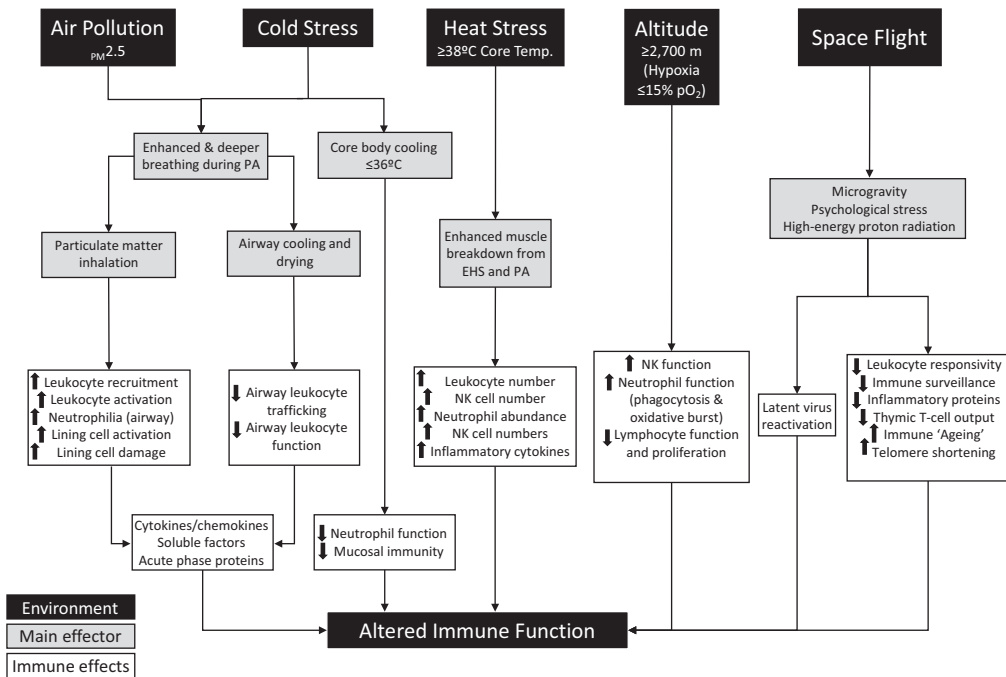 Air Pollution
PM2.5
Cold Stress
Heat Stress
≥38ºC Core Temp.
Altitude
≥2,700 m
(Hypoxia
≤15% pO₂)
Space Flight
Enhanced & deeper
breathing during PA
Core body cooling
≤36ºC
Microgravity
Psychological stress
High-energy proton radiation
Particulate matter
inhalation
Airway cooling and
drying
Enhanced muscle
breakdown from
EHS and PA
⬆Leukocyte recruitment
⬆Leukocyte activation
⬆Neutrophilia (airway)
⬆Lining cell activation
⬆Lining cell damage
⬇Airway leukocyte
trafficking
⬇Airway leukocyte
function
⬆Leukocyte number
⬆NK cell number
⬆Neutrophil abundance
⬆NK cell numbers
⬆Inflammatory cytokines
⬆NK function
⬆Neutrophil function
(phagocytosis &
oxidative burst)
⬇Lymphocyte function
and proliferation
Latent virus
reactivation
⬇Leukocyte responsivity
⬇Immune surveillance
⬇Inflammatory proteins
⬇Thymic T-cell output
⬆Immune ‘Ageing’
⬆Telomere shortening
Cytokines/chemokines
Soluble factors
Acute phase proteins
⬇Neutrophil function
⬇Mucosal immunity
Altered Immune Function
Environment
Main effector
Immune effects